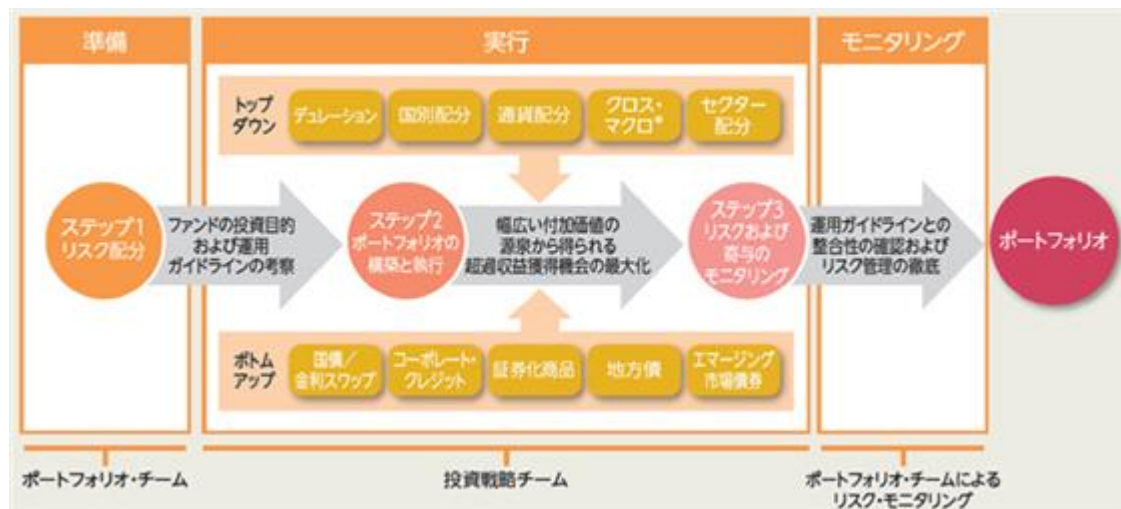 準備
実行
モニタリング
トップ
ダウン
デュレーション
国別配分
通貨配分
クロス・
マクロ*
セクター
配分
ステップ1
リスク配分
ファンドの投資目的
および運用
ガイドラインの考察
ステップ2
ポートフォリオの
構築と執行
幅広い付加価値の
源泉から得られる
超過収益獲得機会の最大化
ステップ3
リスクおよび
寄与の
モニタリング
運用ガイドラインとの
整合性の確認および
リスク管理の徹底
ポートフォリオ
ボトム
アップ
国債/
金利スワップ
コーポレート・
クレジット
証券化商品
地方債
エマージング
市場債券
ポートフォリオ・チーム
投資戦略チーム
ポートフォリオ・チームによる
リスク・モニタリング